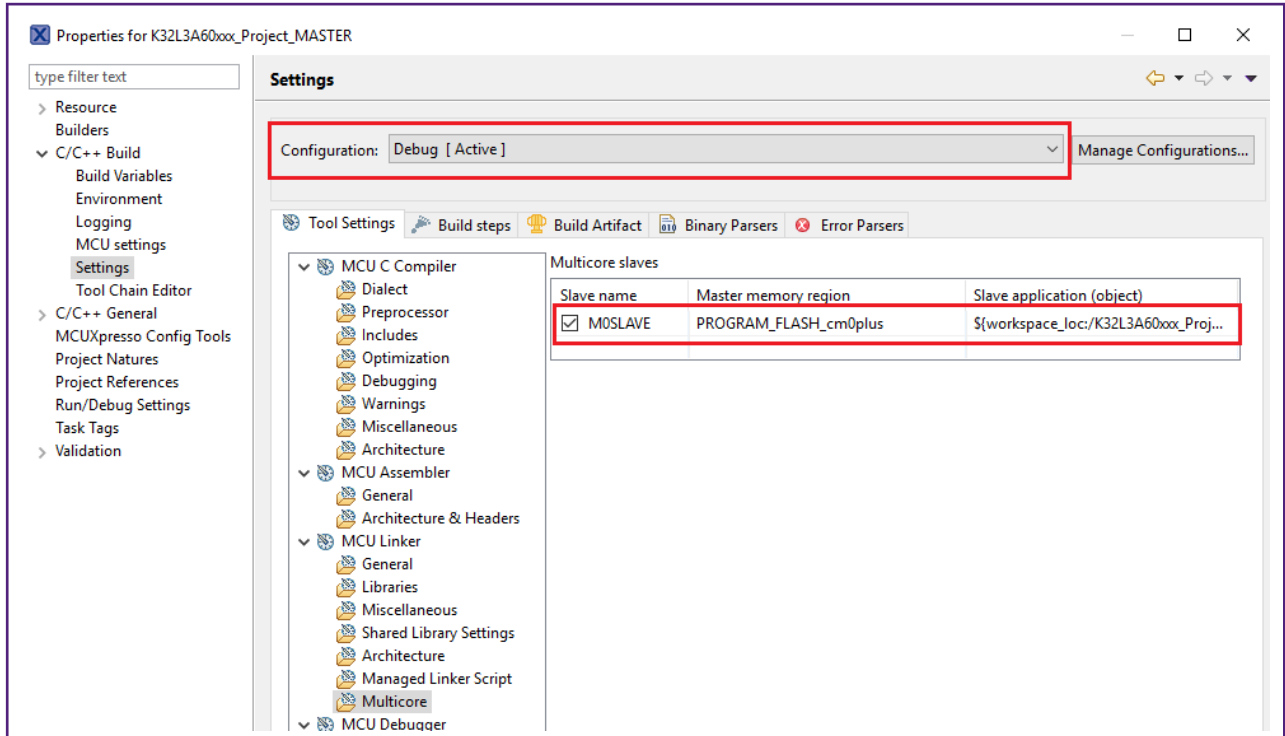 Properties for K32L3A60xxx_Project_MASTER
type filter text
Settings
Resource
Builders
C/C++ Build
Build Variables
Environment
Logging
MCU settings
Settings
Tool Chain Editor
C/C++ General
MCUXpresso Config Tools
Project Natures
Project References
Run/Debug Settings
Task Tags
Validation
Configuration: Debug [ Active ]
Manage Configurations...
Tool Settings Build steps Build Artifact Binary Parsers Error Parsers
MCU C Compiler
Dialect
Preprocessor
Includes
Optimization
Debugging
Warnings
Miscellaneous
Architecture
MCU Assembler
General
Architecture & Headers
MCU Linker
General
Libraries
Miscellaneous
Shared Library Settings
Architecture
Managed Linker Script
Multicore
MCU Debugger
Multicore slaves
Slave name Master memory region Slave application (object)
M0SLAVE PROGRAM_FLASH_cm0plus ${workspace_loc:/K32L3A60xxx_Proj...